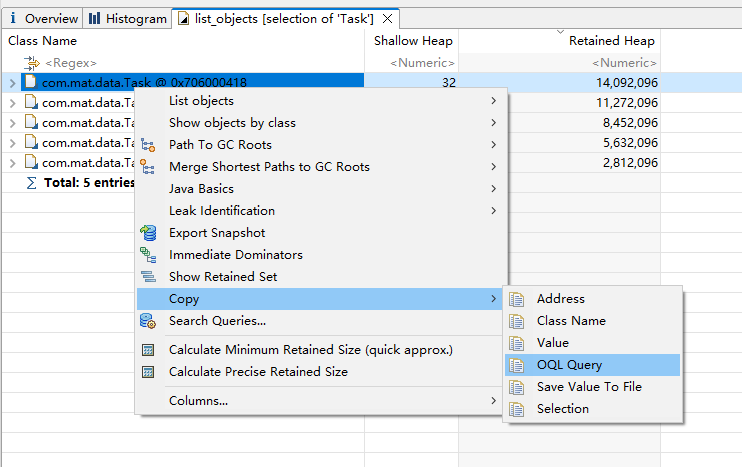 i Overview Histogram list_objects [selection of 'Task']
Class Name Shallow Heap Retained Heap
<Regex> <Numeric> <Numeric>
com.mat.data.Task @ 0x706000418 32 14,092,096
com.mat.data.Ta 11,272,096
com.mat.data.Ta 8,452,096
com.mat.data.Ta 5,632,096
com.mat.data.Ta 2,812,096
Σ Total: 5 entries
List objects
Show objects by class
Path To GC Roots
Merge Shortest Paths to GC Roots
Java Basics
Leak Identification
Export Snapshot
Immediate Dominators
Show Retained Set
Copy
Search Queries...
Calculate Minimum Retained Size (quick approx.)
Calculate Precise Retained Size
Columns...
Address
Class Name
Value
OQL Query
Save Value To File
Selection